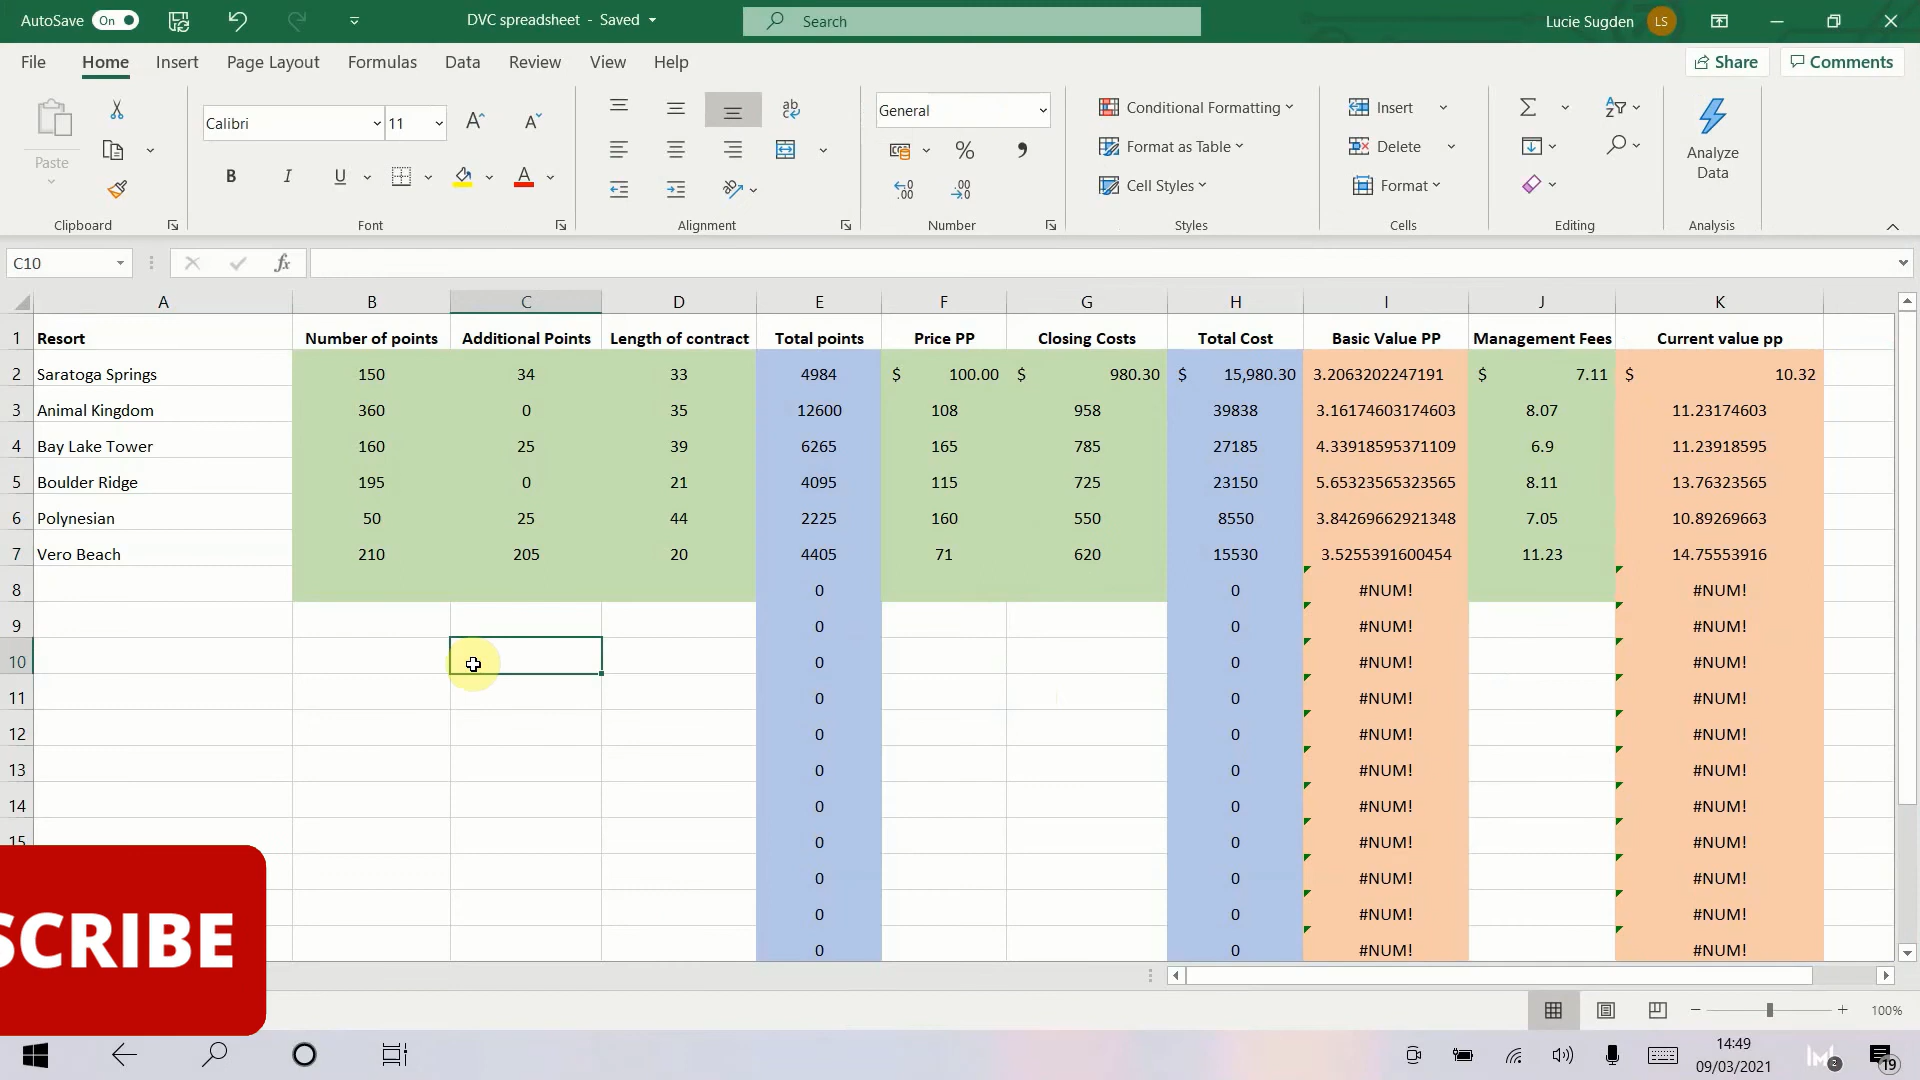 AutoSave On DVC spreadsheet - Saved Search Lucie Sugden LS
File Home Insert Page Layout Formulas Data Review View Help Share Comments
Calibri 11 General Conditional Formatting Insert
Paste Format as Table Delete Analyze Data
B I U A Cell Styles Format
Clipboard Font Alignment Number Styles Cells Editing Analysis
C10 fx
A B C D E F G H I J K
1 Resort Number of points Additional Points Length of contract Total points Price PP Closing Costs Total Cost Basic Value PP Management Fees Current value pp
2 Saratoga Springs 150 34 33 4984 $ 100.00 $ 980.30 $ 15,980.30 3.2063202247191 $ 7.11 $ 10.32
3 Animal Kingdom 360 0 35 12600 108 958 39838 3.16174603174603 8.07 11.23174603
4 Bay Lake Tower 160 25 39 6265 165 785 27185 4.33918595371109 6.9 11.23918595
5 Boulder Ridge 195 0 21 4095 115 725 23150 5.65323565323565 8.11 13.76323565
6 Polynesian 50 25 44 2225 160 550 8550 3.84269662921348 7.05 10.89269663
7 Vero Beach 210 205 20 4405 71 620 15530 3.5255391600454 11.23 14.75553916
8 0 0 #NUM! #NUM!
9 0 0 #NUM! #NUM!
10 0 0 #NUM! #NUM!
11 0 0 #NUM! #NUM!
12 0 0 #NUM! #NUM!
13 0 0 #NUM! #NUM!
14 0 0 #NUM! #NUM!
15 0 0 #NUM! #NUM!
0 0 #NUM! #NUM!
0 0 #NUM! #NUM!
0 0 #NUM! #NUM!
SCRIBE
100%
14:49
09/03/2021
2
19